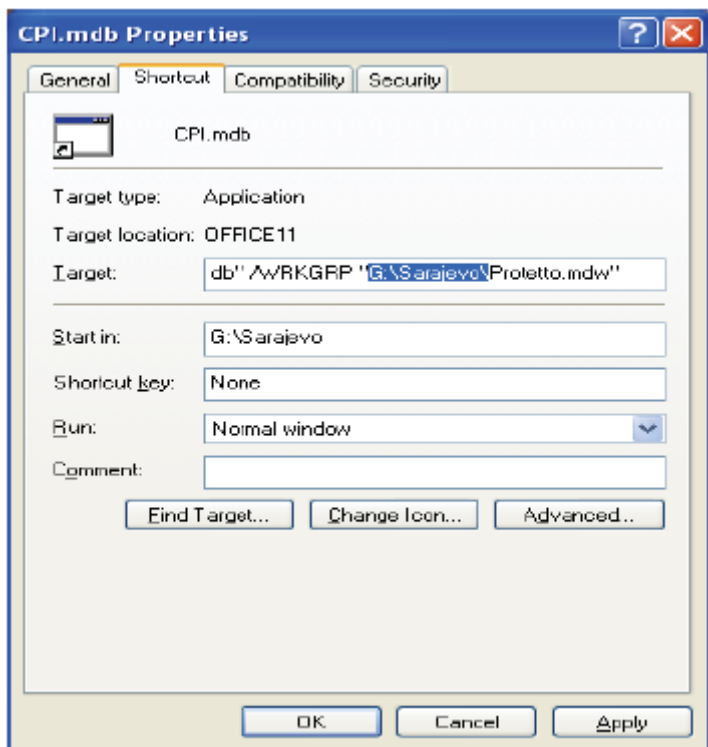 CPI.mdb Properties
General Shortcut Compatibility Security
CPI.mdb
Target type: Application
Target location: OFFICE11
Target: db" /WRKGRP "G:\Sarajevo\Protetto.mdw"
Start in: G:\Sarajevo
Shortcut key: None
Run: Normal window
Comment:
Find Target... Change Icon... Advanced...
OK Cancel Apply